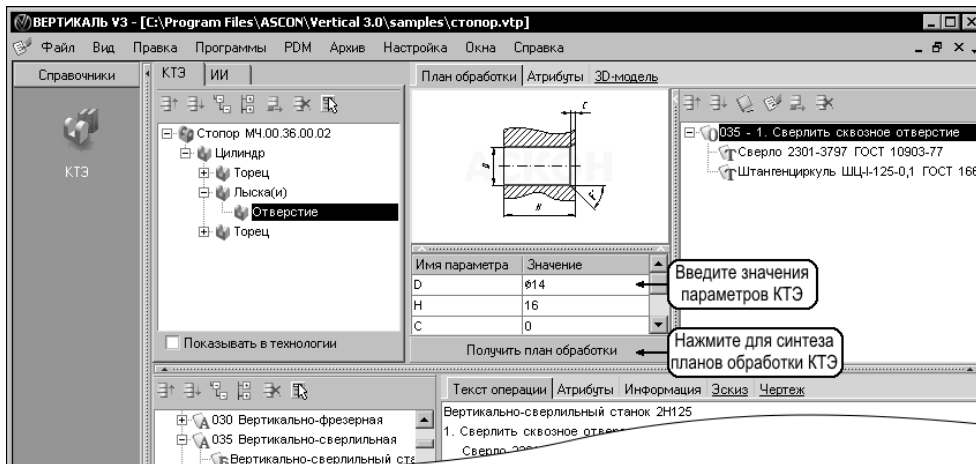 ВЕРТИКАЛЬ V3 - [C:\Program Files\ASCON\Vertical 3.0\samples\стопор.vtp]
Файл Вид Правка Программы PDM Архив Настройка Окна Справка
Справочники
КТЭ
КТЭ ИИ
Стопор МЧ.00.36.00.02
Цилиндр
Торец
Лыска(и)
Отверстие
Торец
Показывать в технологии
План обработки Атрибуты 3D-модель
C
D
H
F
АСКОН
Имя параметра Значение
D ø14
H 16
C 0
Получить план обработки
035 - 1. Сверлить сквозное отверстие
Сверло 2301-3797 ГОСТ 10903-77
Штангенциркуль ШЦ-I-125-0,1 ГОСТ 166
Введите значения
параметров КТЭ
Нажмите для синтеза
планов обработки КТЭ
030 Вертикально-фрезерная
035 Вертикально-сверлильная
Вертикально-сверлильный ста
Текст операции Атрибуты Информация Эскиз Чертеж
Вертикально-сверлильный станок 2Н125
1. Сверлить сквозное отвер
Сверло